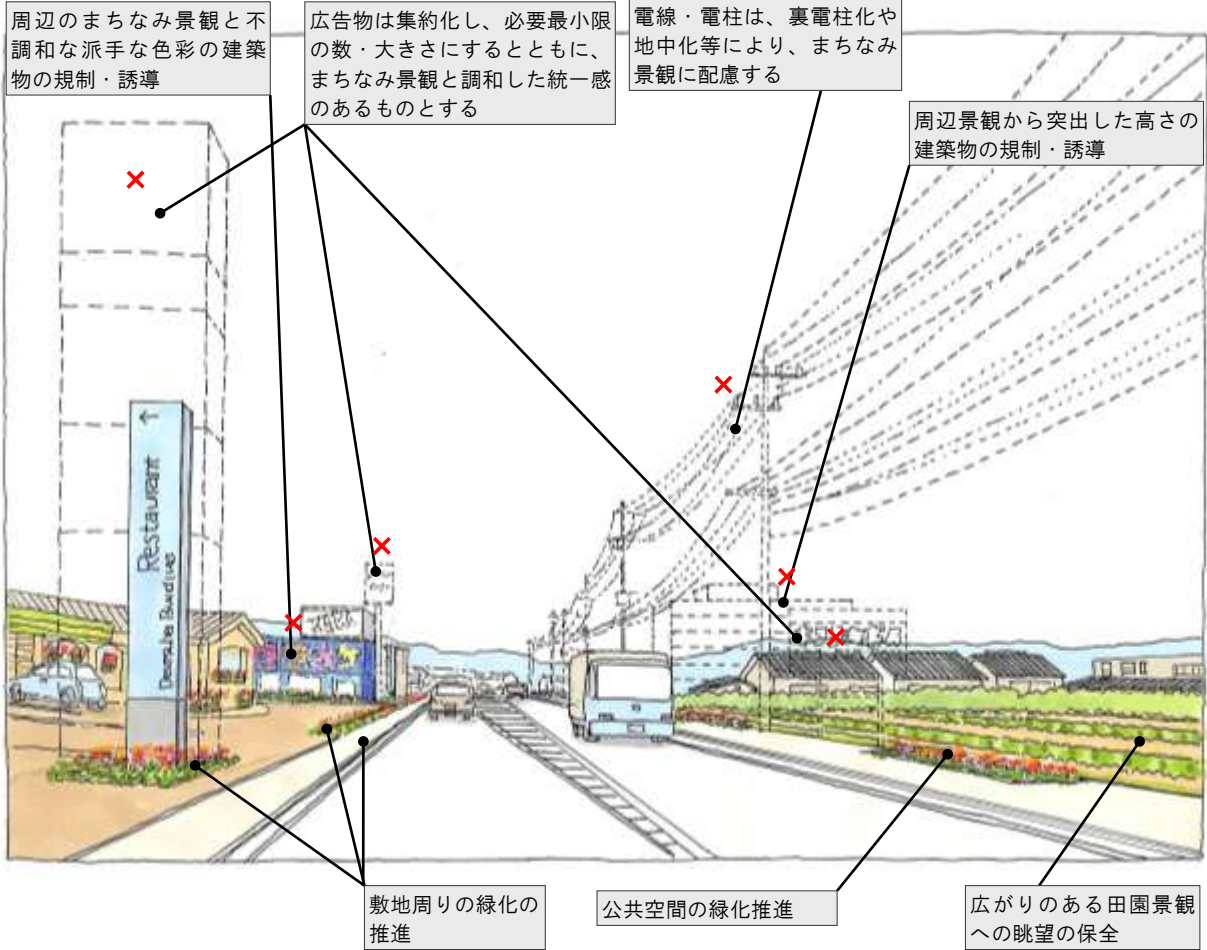 周辺のまちなみ景観と不
調和な派手な色彩の建築
物の規制・誘導
広告物は集約化し、必要最小限
の数・大きさにするとともに、
まちなみ景観と調和した統一感
のあるものとする
電線・電柱は、裏電柱化や
地中化等により、まちなみ
景観に配慮する
周辺景観から突出した高さの
建築物の規制・誘導
↑
Restaurant
敷地周りの緑化の
推進
公共空間の緑化推進
広がりのある田園景観
への眺望の保全